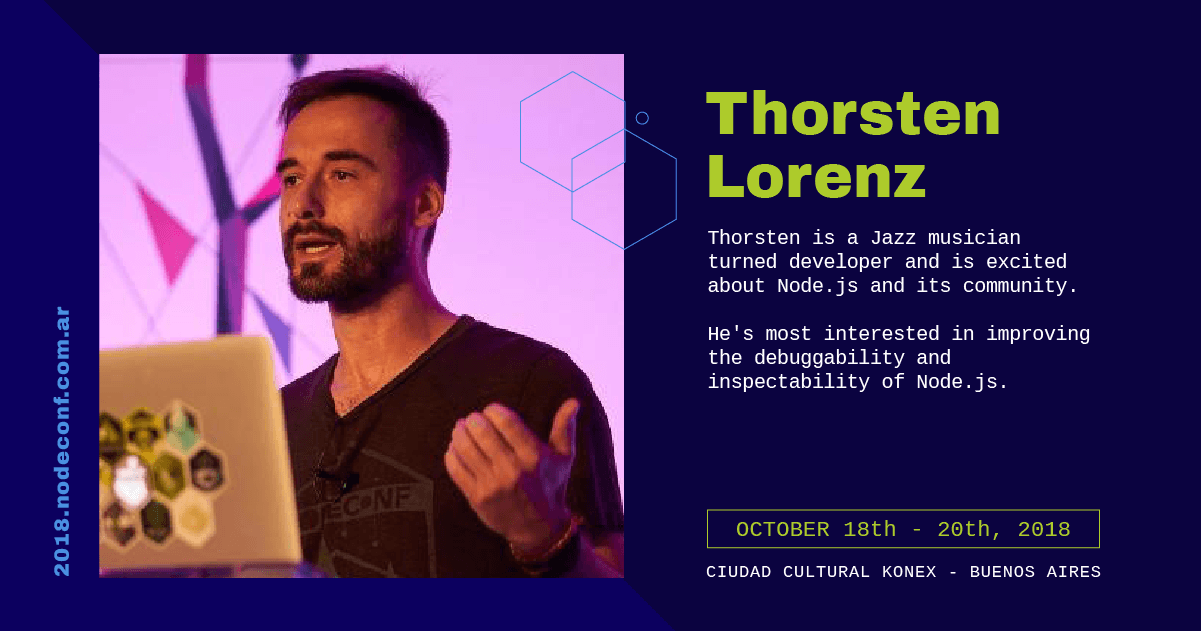 2018.nodeconf.com.ar
Thorsten
Lorenz
Thorsten is a Jazz musician
turned developer and is excited
about Node.js and its community.
He's most interested in improving
the debuggability and
inspectability of Node.js.
OCTOBER 18th - 20th, 2018
CIUDAD CULTURAL KONEX - BUENOS AIRES